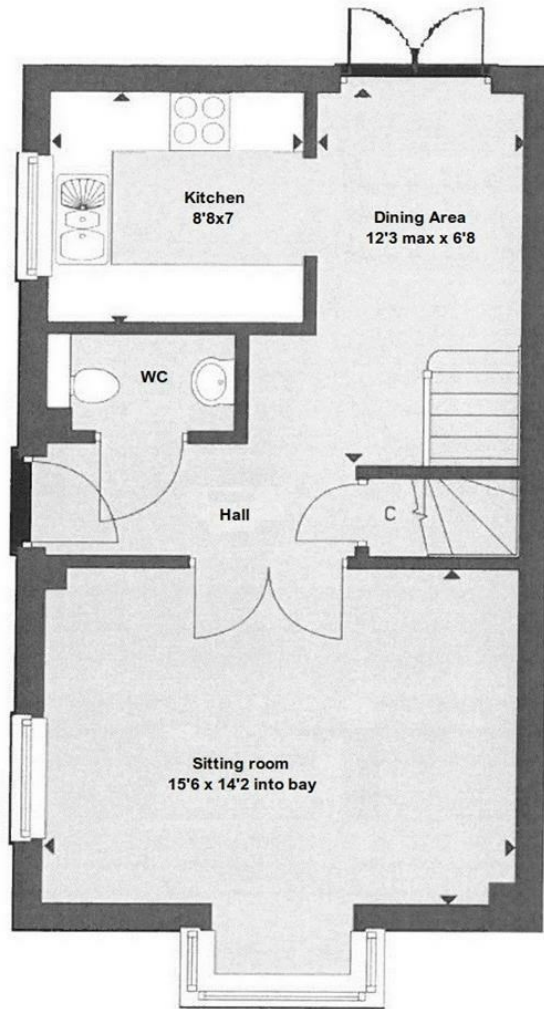 Kitchen
8'8x7
Dining Area
12'3 max x 6'8
WC
Hall
C
Sitting room
15'6 x 14'2 into bay